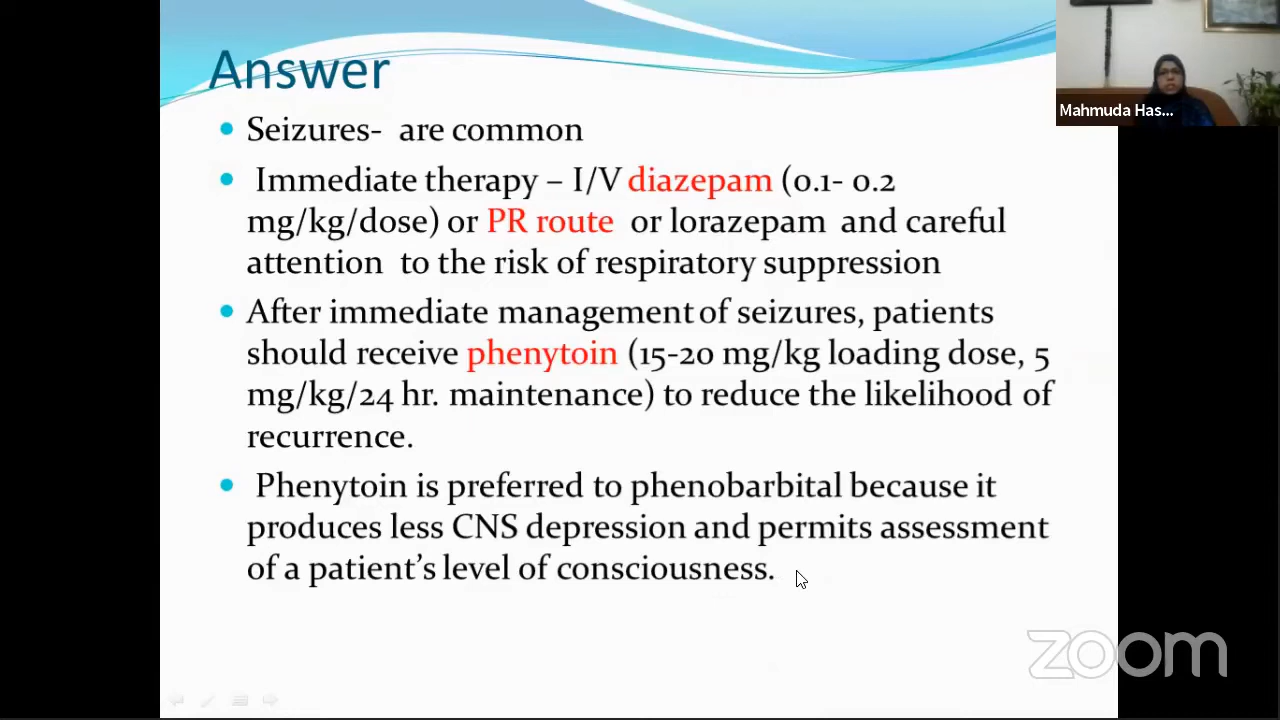 Answer
Mahmuda Has...
• Seizures-  are common
•  Immediate therapy – I/V diazepam (0.1- 0.2
mg/kg/dose) or PR route  or lorazepam  and careful
attention  to the risk of respiratory suppression
• After immediate management of seizures, patients
should receive phenytoin (15-20 mg/kg loading dose, 5
mg/kg/24 hr. maintenance) to reduce the likelihood of
recurrence.
•  Phenytoin is preferred to phenobarbital because it
produces less CNS depression and permits assessment
of a patient’s level of consciousness.
zoom